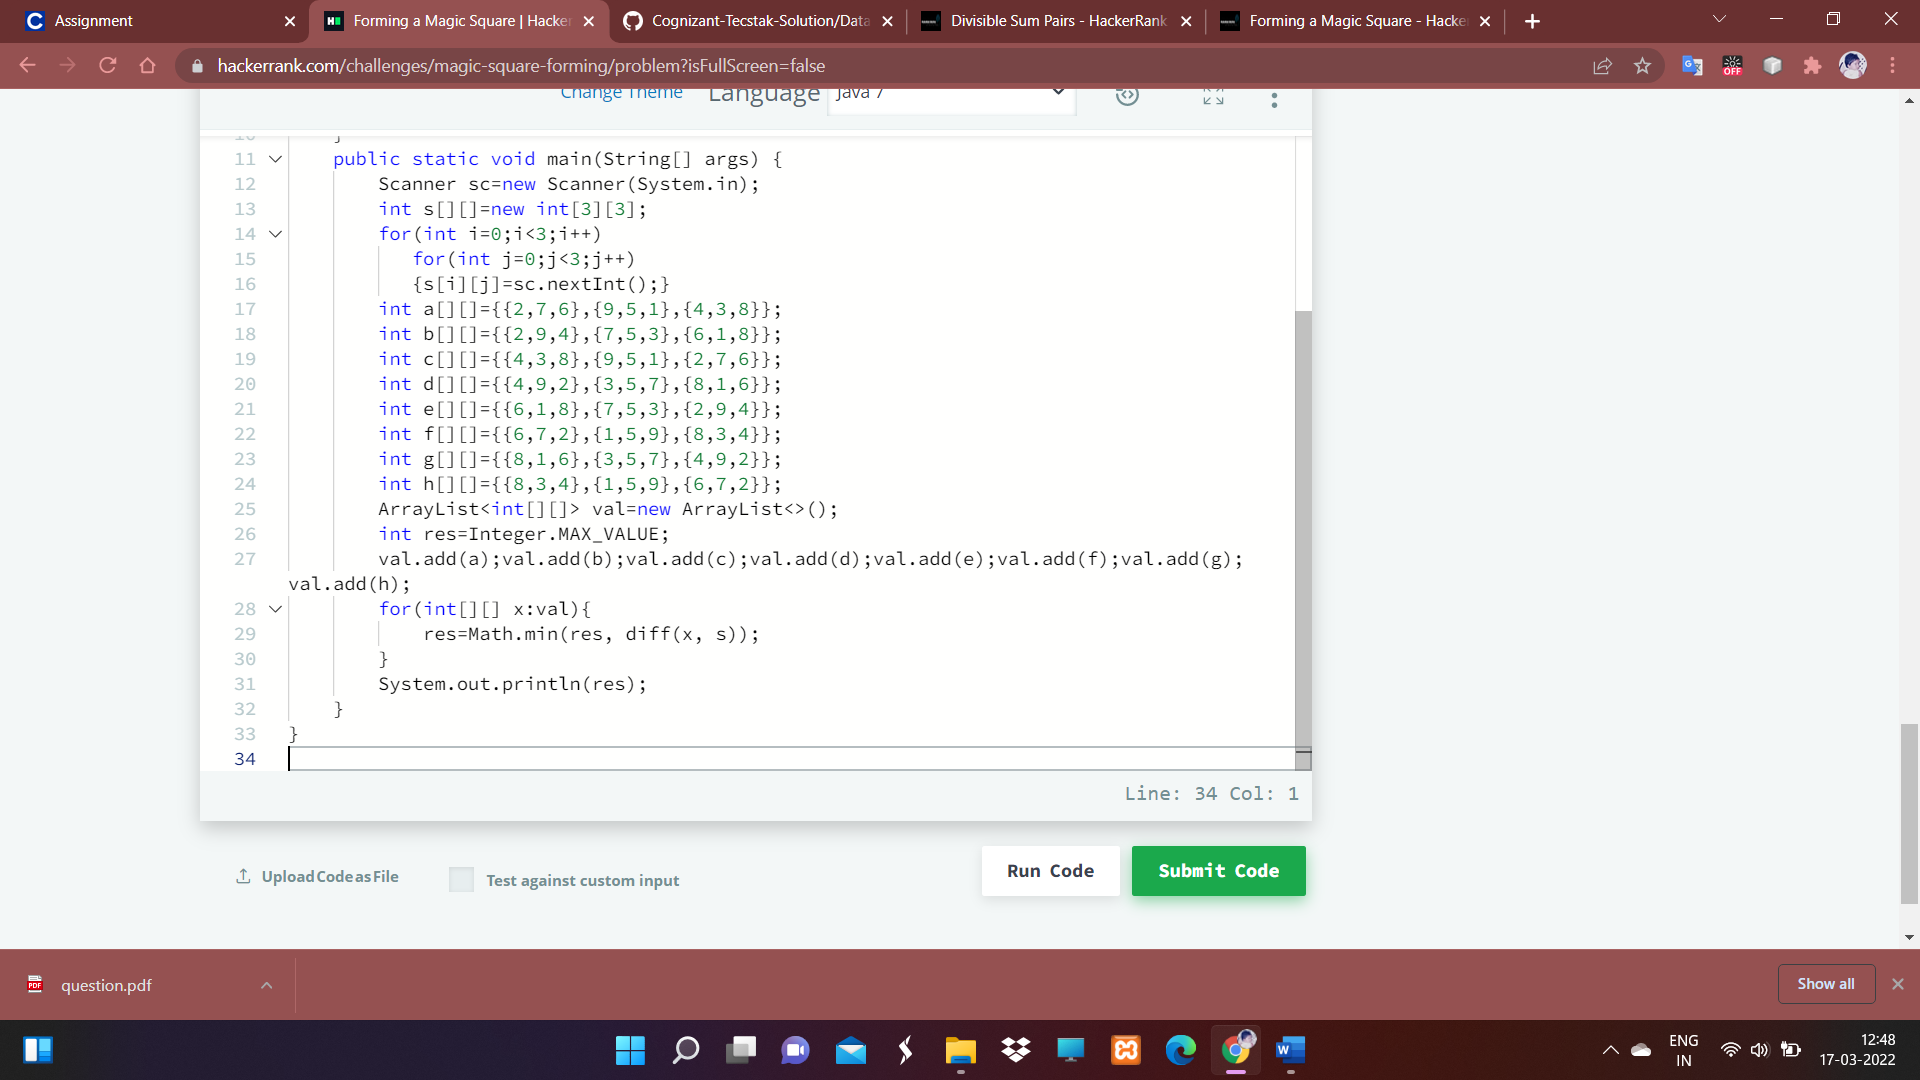 Assignment
Forming a Magic Square | Hacker
Cognizant-Tecstak-Solution/Data
Divisible Sum Pairs - HackerRank
Forming a Magic Square - Hacke
hackerrank.com/challenges/magic-square-forming/problem?isFullScreen=false
OFF
Change Theme Language Java 7
10 }
11 public static void main(String[] args) {
12 Scanner sc=new Scanner(System.in);
13 int s[][]=new int[3][3];
14 for(int i=0;i<3;i++)
15 for(int j=0;j<3;j++)
16 {s[i][j]=sc.nextInt();}
17 int a[][]={{2,7,6},{9,5,1},{4,3,8}};
18 int b[][]={{2,9,4},{7,5,3},{6,1,8}};
19 int c[][]={{4,3,8},{9,5,1},{2,7,6}};
20 int d[][]={{4,9,2},{3,5,7},{8,1,6}};
21 int e[][]={{6,1,8},{7,5,3},{2,9,4}};
22 int f[][]={{6,7,2},{1,5,9},{8,3,4}};
23 int g[][]={{8,1,6},{3,5,7},{4,9,2}};
24 int h[][]={{8,3,4},{1,5,9},{6,7,2}};
25 ArrayList<int[][]> val=new ArrayList<>();
26 int res=Integer.MAX_VALUE;
27 val.add(a);val.add(b);val.add(c);val.add(d);val.add(e);val.add(f);val.add(g);
val.add(h);
28 for(int[][] x:val){
29 res=Math.min(res, diff(x, s));
30 }
31 System.out.println(res);
32 }
33 }
34
Line: 34 Col: 1
Upload Code as File
Test against custom input
Run Code
Submit Code
question.pdf
Show all
ENG
IN
12:48
17-03-2022